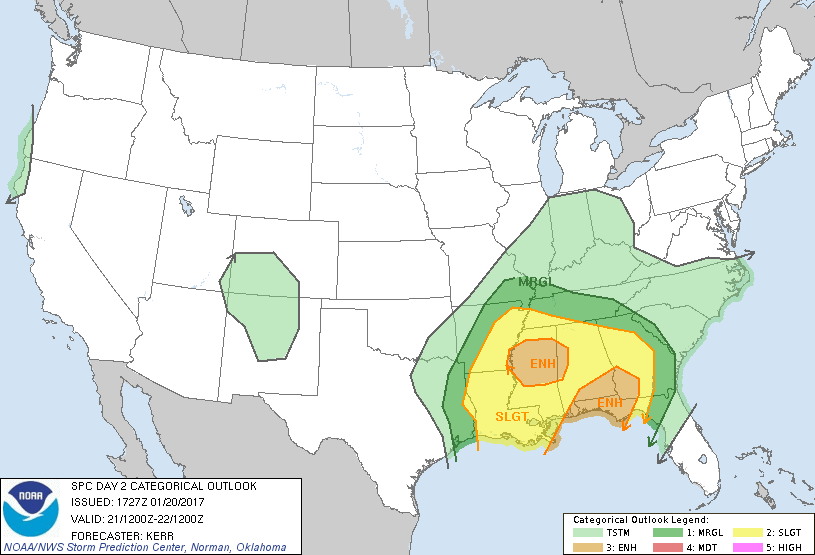 MRGL
ENH
ENH
SLGT
NOAA
SPC DAY 2 CATEGORICAL OUTLOOK
ISSUED: 1727Z 01/20/2017
VALID: 21/1200Z-22/1200Z
FORECASTER: KERR
NOAA/NWS Storm Prediction Center, Norman, Oklahoma
Categorical Outlook Legend:
TSTM 1: MRGL 2: SLGT
3: ENH 4: MDT 5: HIGH